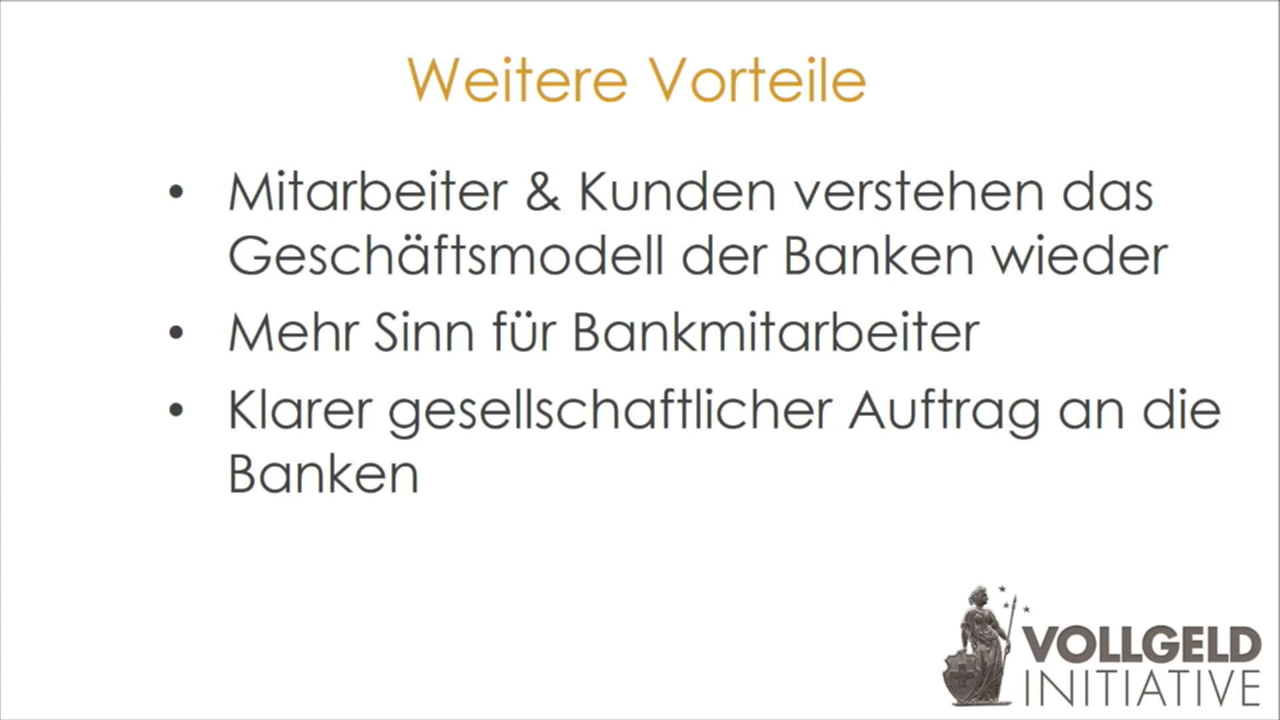 Weitere Vorteile
• Mitarbeiter & Kunden verstehen das
Geschäftsmodell der Banken wieder
• Mehr Sinn für Bankmitarbeiter
• Klarer gesellschaftlicher Auftrag an die
Banken
VOLLGELD
INITIATIVE